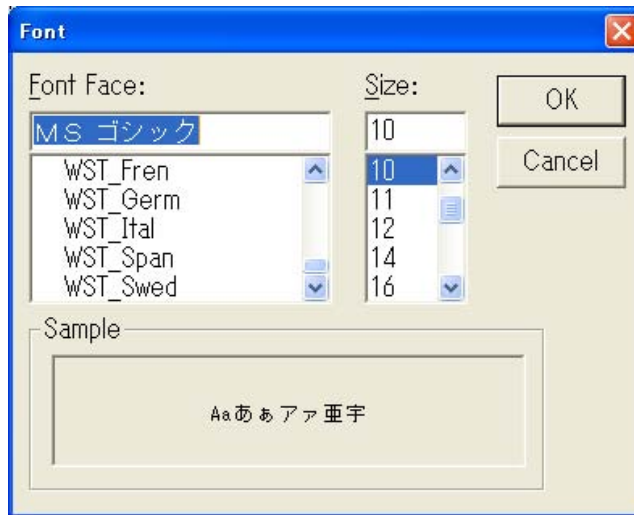 Font
Font Face:
ＭＳ ゴシック
WST_Fren
WST_Germ
WST_Ital
WST_Span
WST_Swed
Size:
10
10
11
12
14
16
OK
Cancel
Sample
Aaあぁアァ亜宇